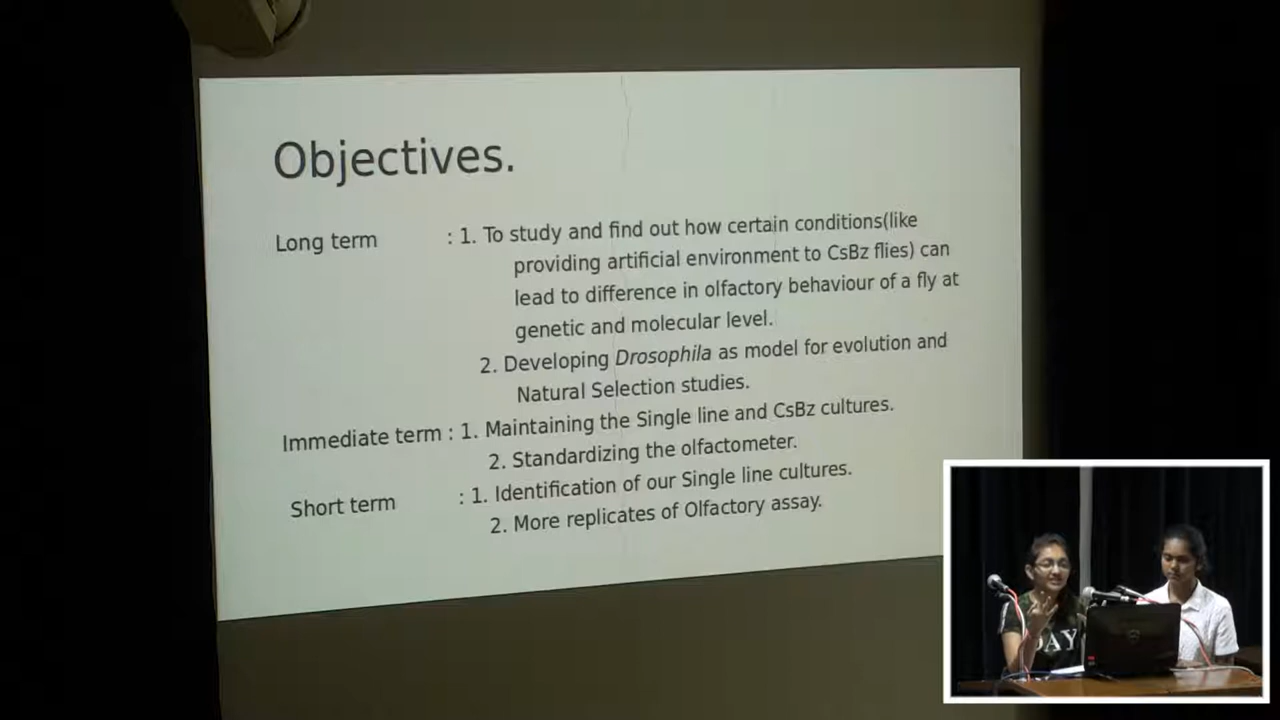 Objectives.
Long term : 1. To study and find out how certain conditions(like
providing artificial environment to CsBz flies) can
lead to difference in olfactory behaviour of a fly at
genetic and molecular level.
2. Developing Drosophila as model for evolution and
Natural Selection studies.
Immediate term : 1. Maintaining the Single line and CsBz cultures.
2. Standardizing the olfactometer.
Short term : 1. Identification of our Single line cultures.
2. More replicates of Olfactory assay.
DAY